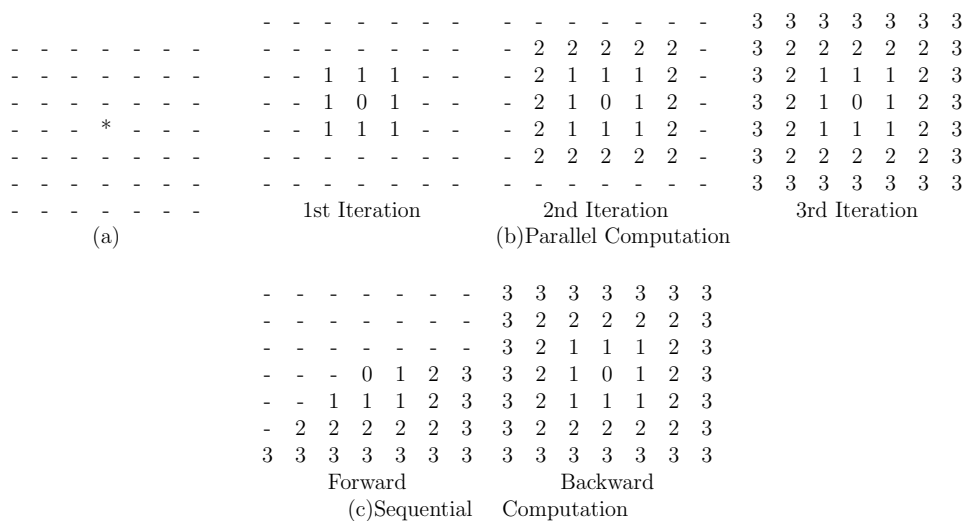 - - - - - - -
- - - - - - -
- - - - - - -
- - - * - - -
- - - - - - -
- - - - - - -
- - - - - - -
(a)
- - - - - - -
- - - - - - -
- - 1 1 1 - -
- - 1 0 1 - -
- - 1 1 1 - -
- - - - - - -
- - - - - - -
1st Iteration
- - - - - - -
- 2 2 2 2 2 -
- 2 1 1 1 2 -
- 2 1 0 1 2 -
- 2 1 1 1 2 -
- 2 2 2 2 2 -
- - - - - - -
2nd Iteration
3 3 3 3 3 3 3
3 2 2 2 2 2 3
3 2 1 1 1 2 3
3 2 1 0 1 2 3
3 2 1 1 1 2 3
3 2 2 2 2 2 3
3 3 3 3 3 3 3
3rd Iteration
(b)Parallel Computation
- - - - - - -
- - - - - - -
- - - - - - -
- - - 0 1 2 3
- - 1 1 1 2 3
- 2 2 2 2 2 3
3 3 3 3 3 3 3
Forward
3 3 3 3 3 3 3
3 2 2 2 2 2 3
3 2 1 1 1 2 3
3 2 1 0 1 2 3
3 2 1 1 1 2 3
3 2 2 2 2 2 3
3 3 3 3 3 3 3
Backward
(c)Sequential Computation